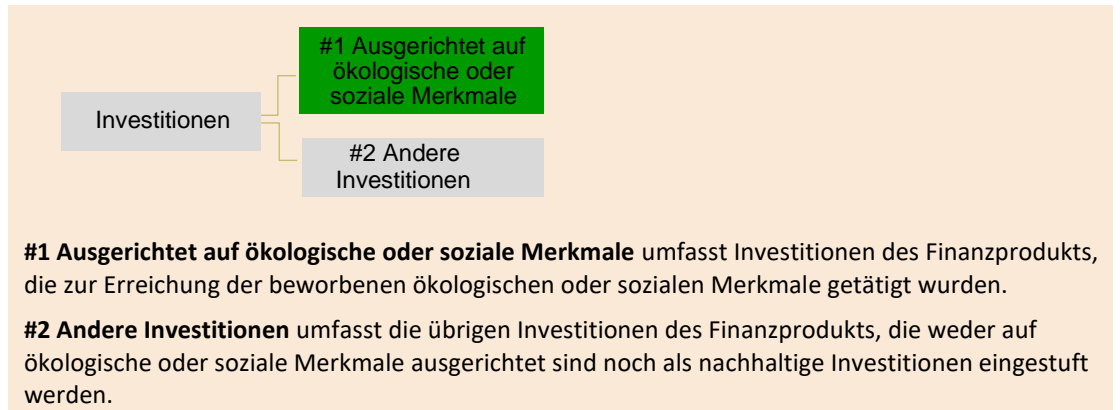 #1 Ausgerichtet auf
ökologische oder
soziale Merkmale
Investitionen
#2 Andere
Investitionen
#1 Ausgerichtet auf ökologische oder soziale Merkmale umfasst Investitionen des Finanzprodukts,
die zur Erreichung der beworbenen ökologischen oder sozialen Merkmale getätigt wurden.
#2 Andere Investitionen umfasst die übrigen Investitionen des Finanzprodukts, die weder auf
ökologische oder soziale Merkmale ausgerichtet sind noch als nachhaltige Investitionen eingestuft
werden.